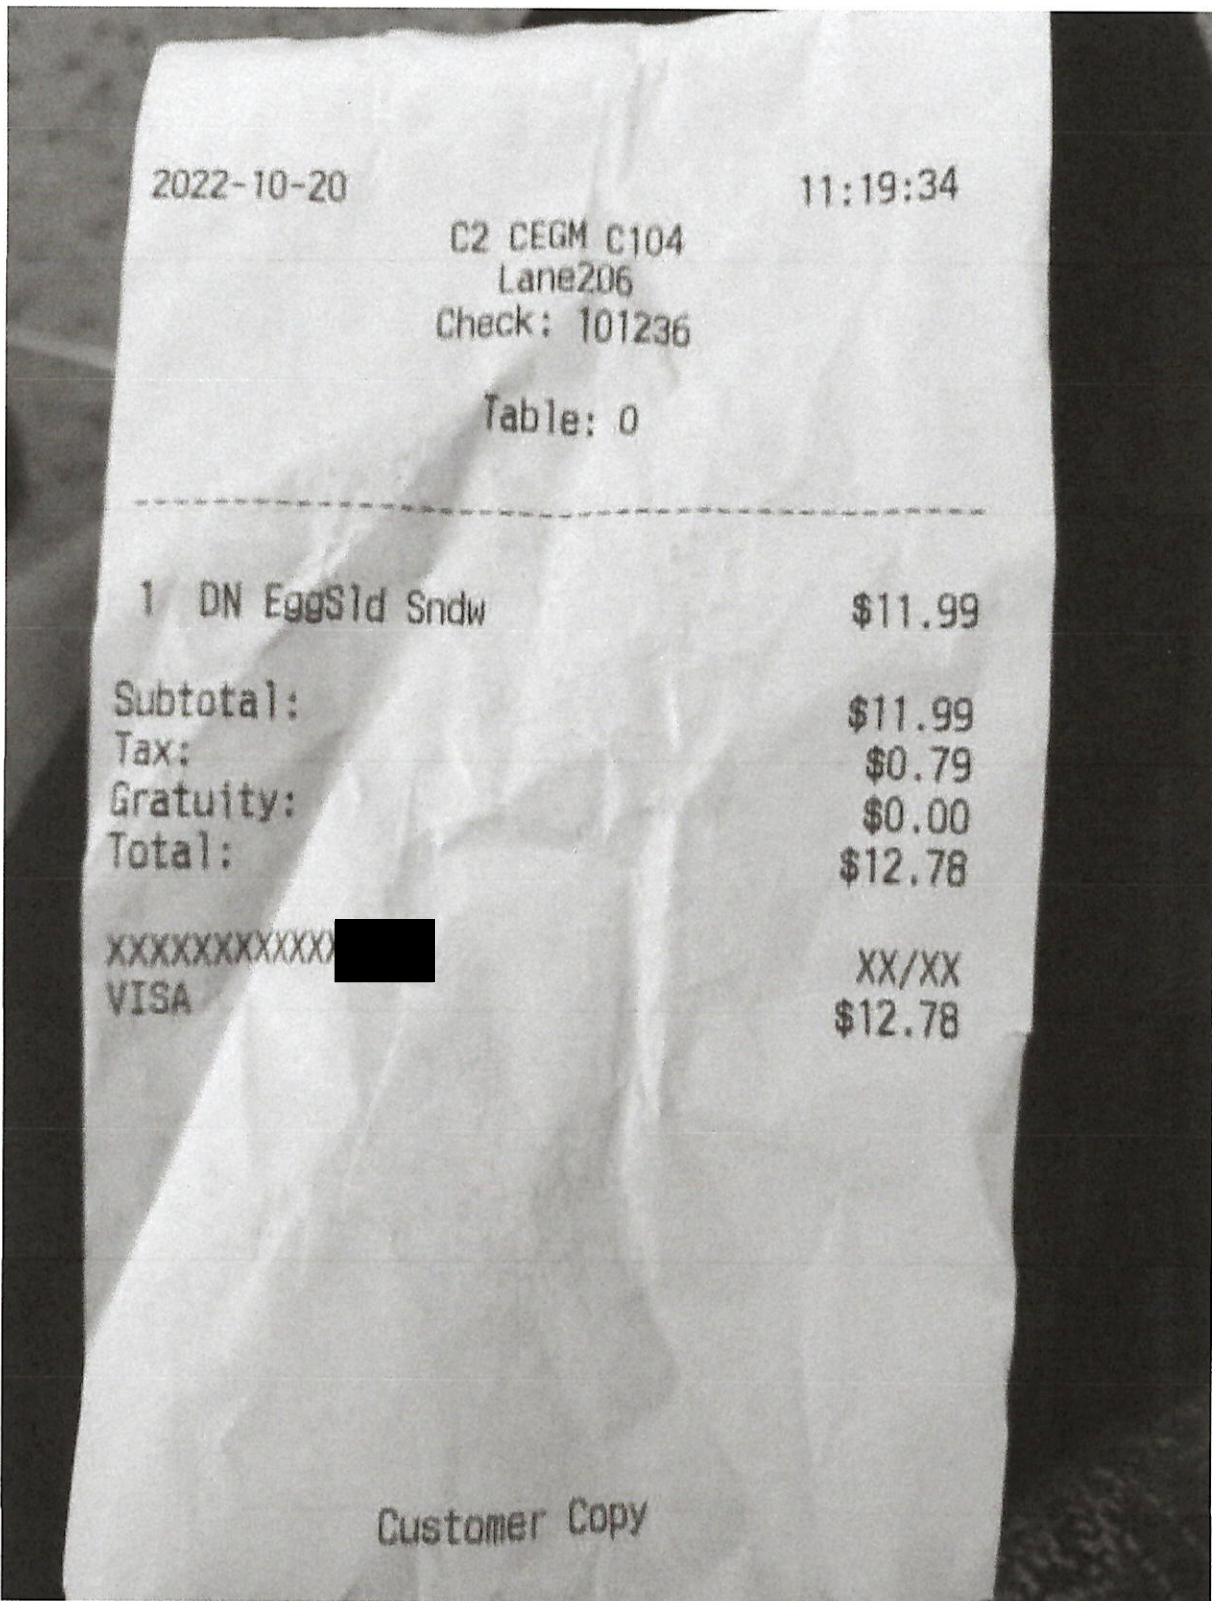 2022-10-20 11:19:34
C2 CEGM C104
Lane206
Check: 101236
Table: 0
--------------------------------------------
1 DN EggSld Sndw $11.99
Subtotal: $11.99
Tax: $0.79
Gratuity: $0.00
Total: $12.78
XXXXXXXXXXXX XX/XX
VISA $12.78
Customer Copy